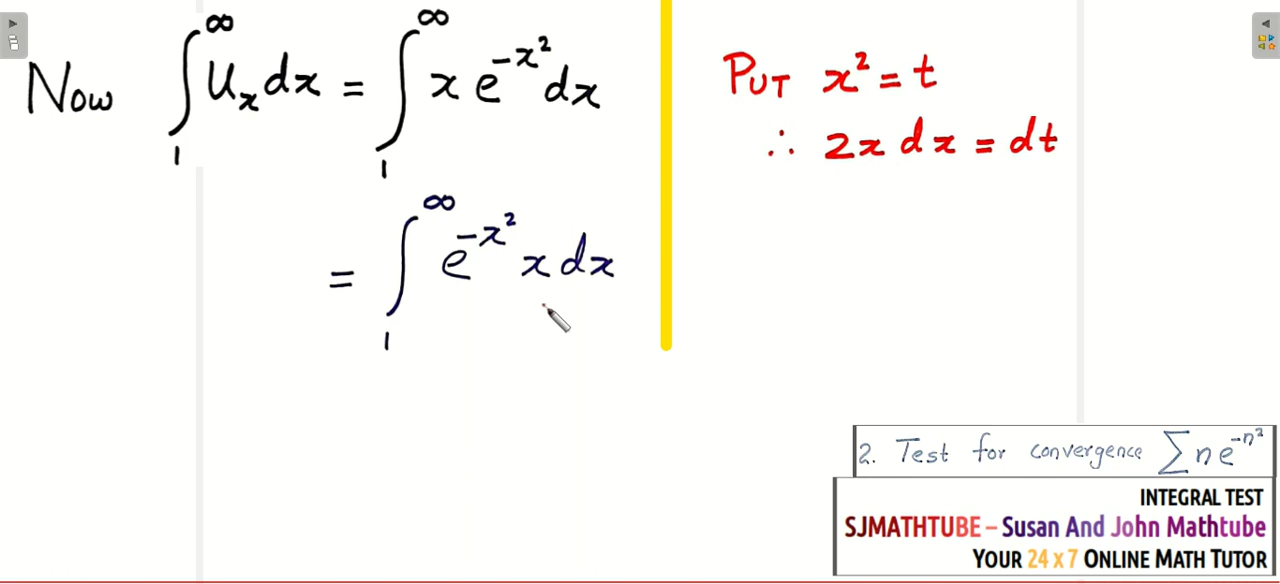 Now ∫₁^∞ uₓ dx = ∫₁^∞ x e^{-x²} dx
= ∫₁^∞ e^{-x²} x dx
PUT x² = t
∴ 2x dx = dt
2. Test for convergence ∑ n e^{-n²}
INTEGRAL TEST
SJMATHTUBE – Susan And John Mathtube
YOUR 24 x 7 ONLINE MATH TUTOR